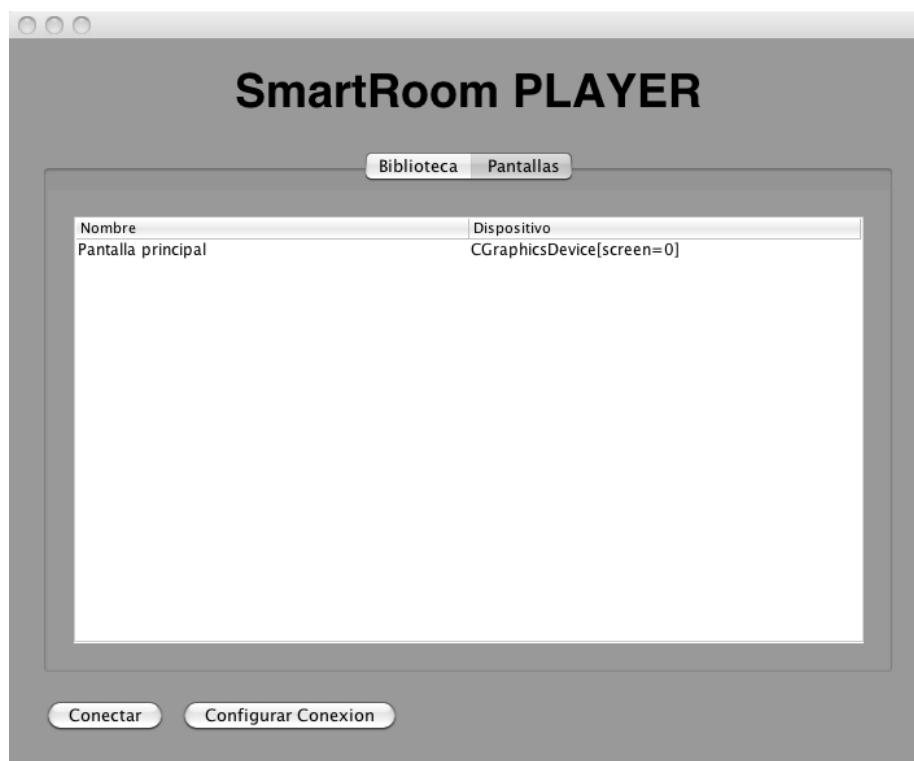 SmartRoom PLAYER
Biblioteca Pantallas
Nombre Dispositivo
Pantalla principal CGraphicsDevice[screen=0]
Conectar Configurar Conexion